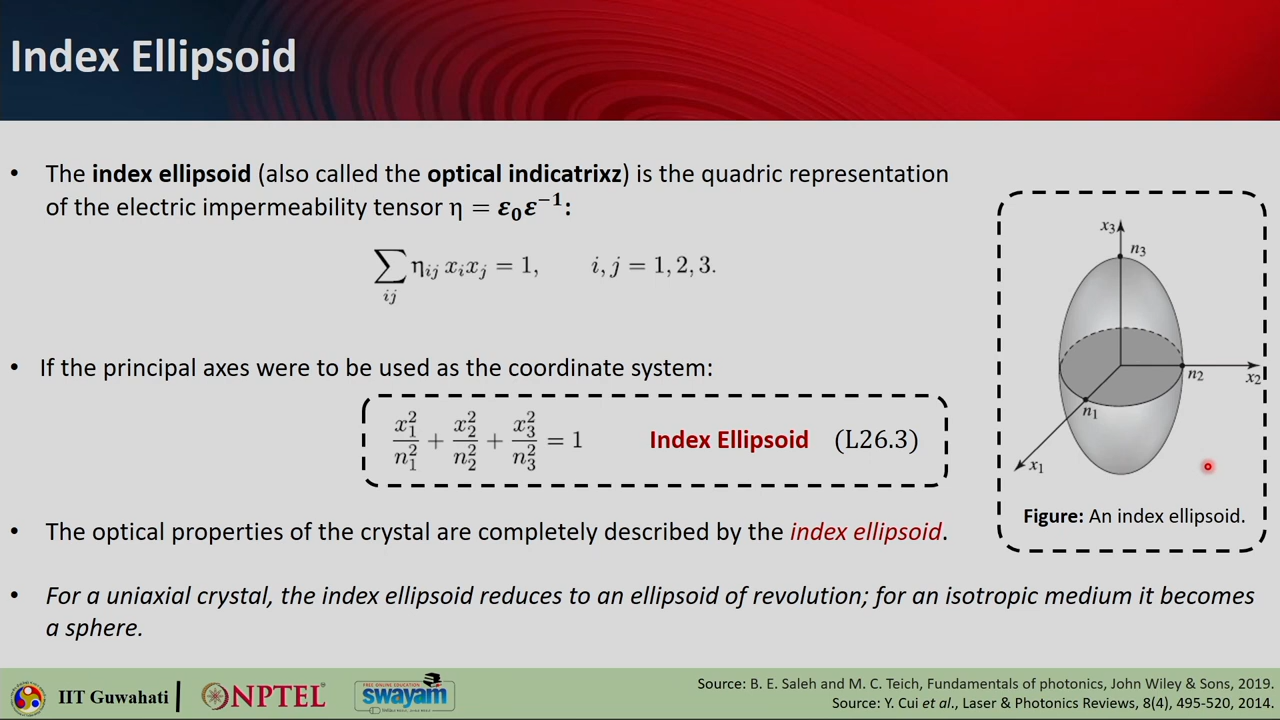 Index Ellipsoid
• The index ellipsoid (also called the optical indicatrixz) is the quadric representation
of the electric impermeability tensor η = ε₀ε⁻¹:
∑ᵢⱼ ηᵢⱼ xᵢxⱼ = 1, i, j = 1, 2, 3.
• If the principal axes were to be used as the coordinate system:
x₁²/n₁² + x₂²/n₂² + x₃²/n₃² = 1 Index Ellipsoid (L26.3)
• The optical properties of the crystal are completely described by the index ellipsoid.
• For a uniaxial crystal, the index ellipsoid reduces to an ellipsoid of revolution; for an isotropic medium it becomes
a sphere.
x₃
n₃
n₂
x₂
n₁
x₁
Figure: An index ellipsoid.
IIT Guwahati
NPTEL
FREE ONLINE EDUCATION
swayam
Source: B. E. Saleh and M. C. Teich, Fundamentals of photonics, John Wiley & Sons, 2019.
Source: Y. Cui et al., Laser & Photonics Reviews, 8(4), 495-520, 2014.